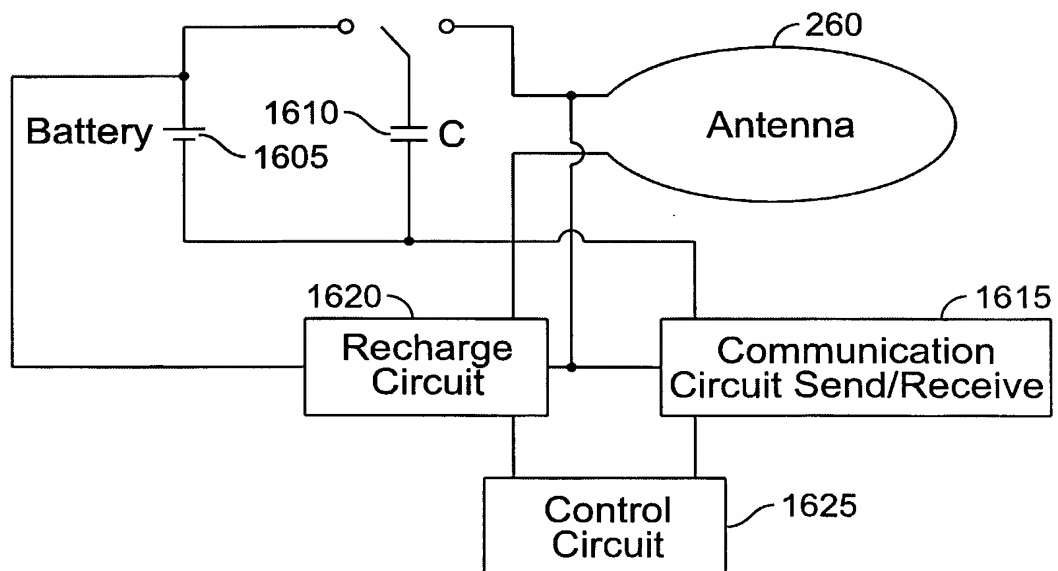 260
1610
C
Antenna
Battery
1605
1620
1615
Recharge
Circuit
Communication
Circuit Send/Receive
Control
Circuit
1625